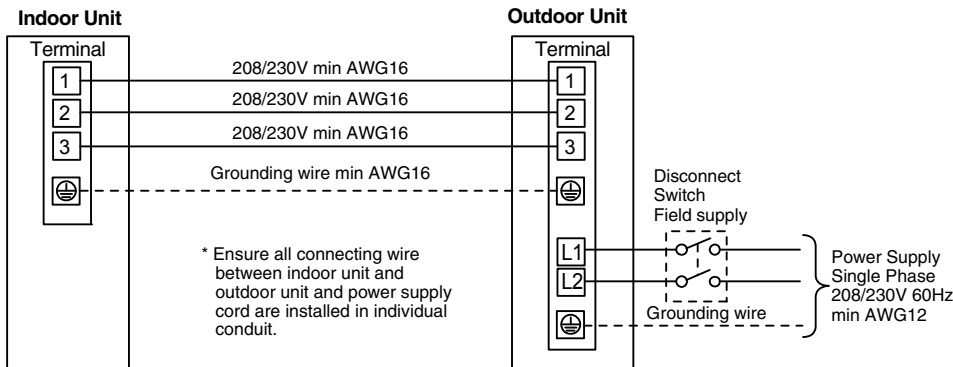 Indoor Unit
Outdoor Unit
Terminal
Terminal
1
208/230V min AWG16
1
2
208/230V min AWG16
2
3
208/230V min AWG16
3
Grounding wire min AWG16
Disconnect
Switch
Field supply
* Ensure all connecting wire
between indoor unit and
outdoor unit and power supply
cord are installed in individual
conduit.
L1
L2
Grounding wire
Power Supply
Single Phase
208/230V 60Hz
min AWG12